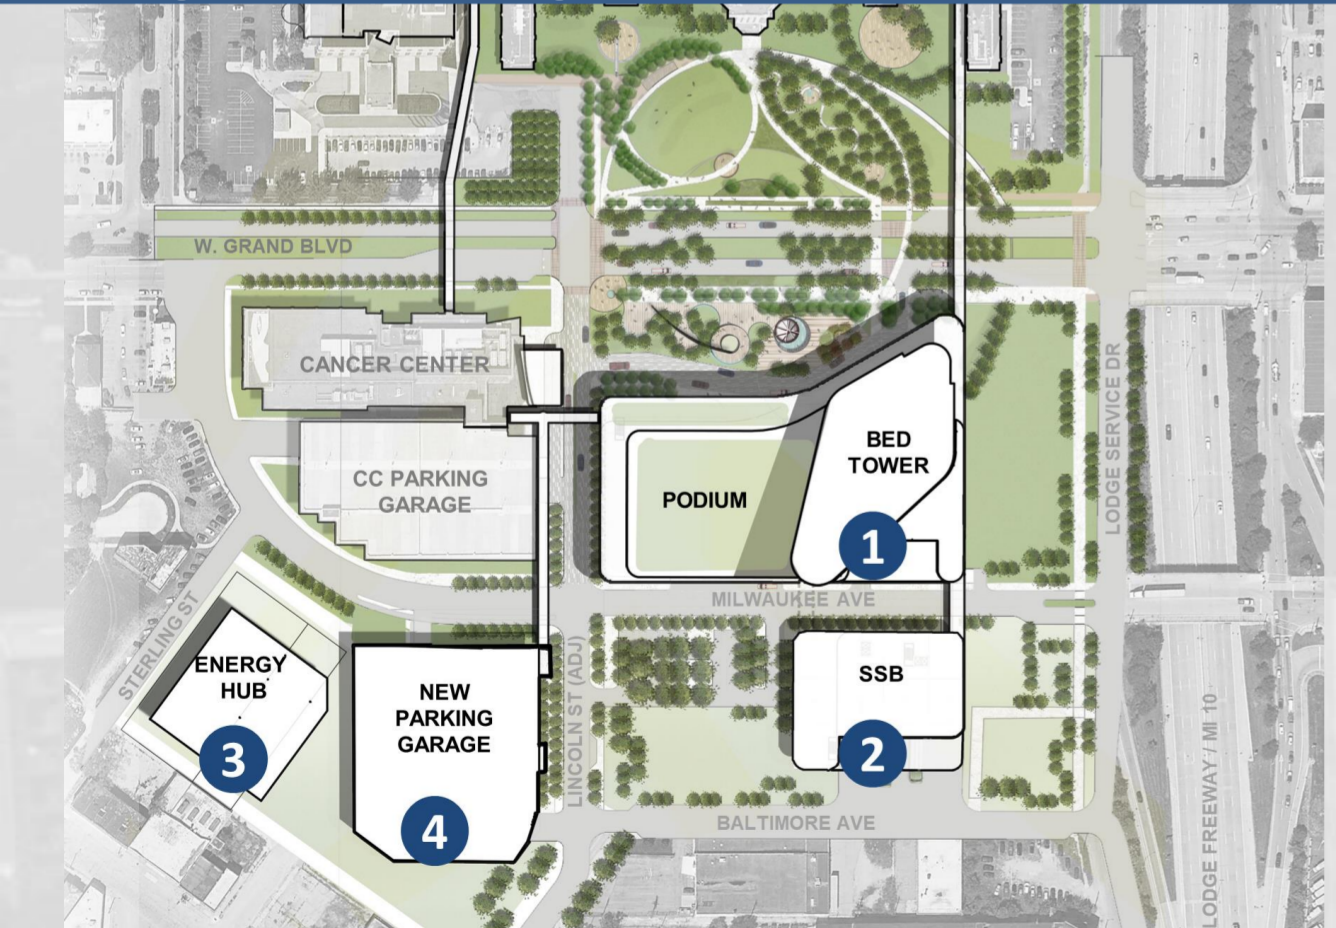 W. GRAND BLVD
CANCER CENTER
LODGE SERVICE DR
BED
TOWER
CC PARKING
GARAGE
PODIUM
1
MILWAUKEE AVE
STERLING ST
ENERGY
HUB
3
NEW
PARKING
GARAGE
4
LINCOLN ST (ADJ)
SSB
2
BALTIMORE AVE
LODGE FREEWAY / MI 10